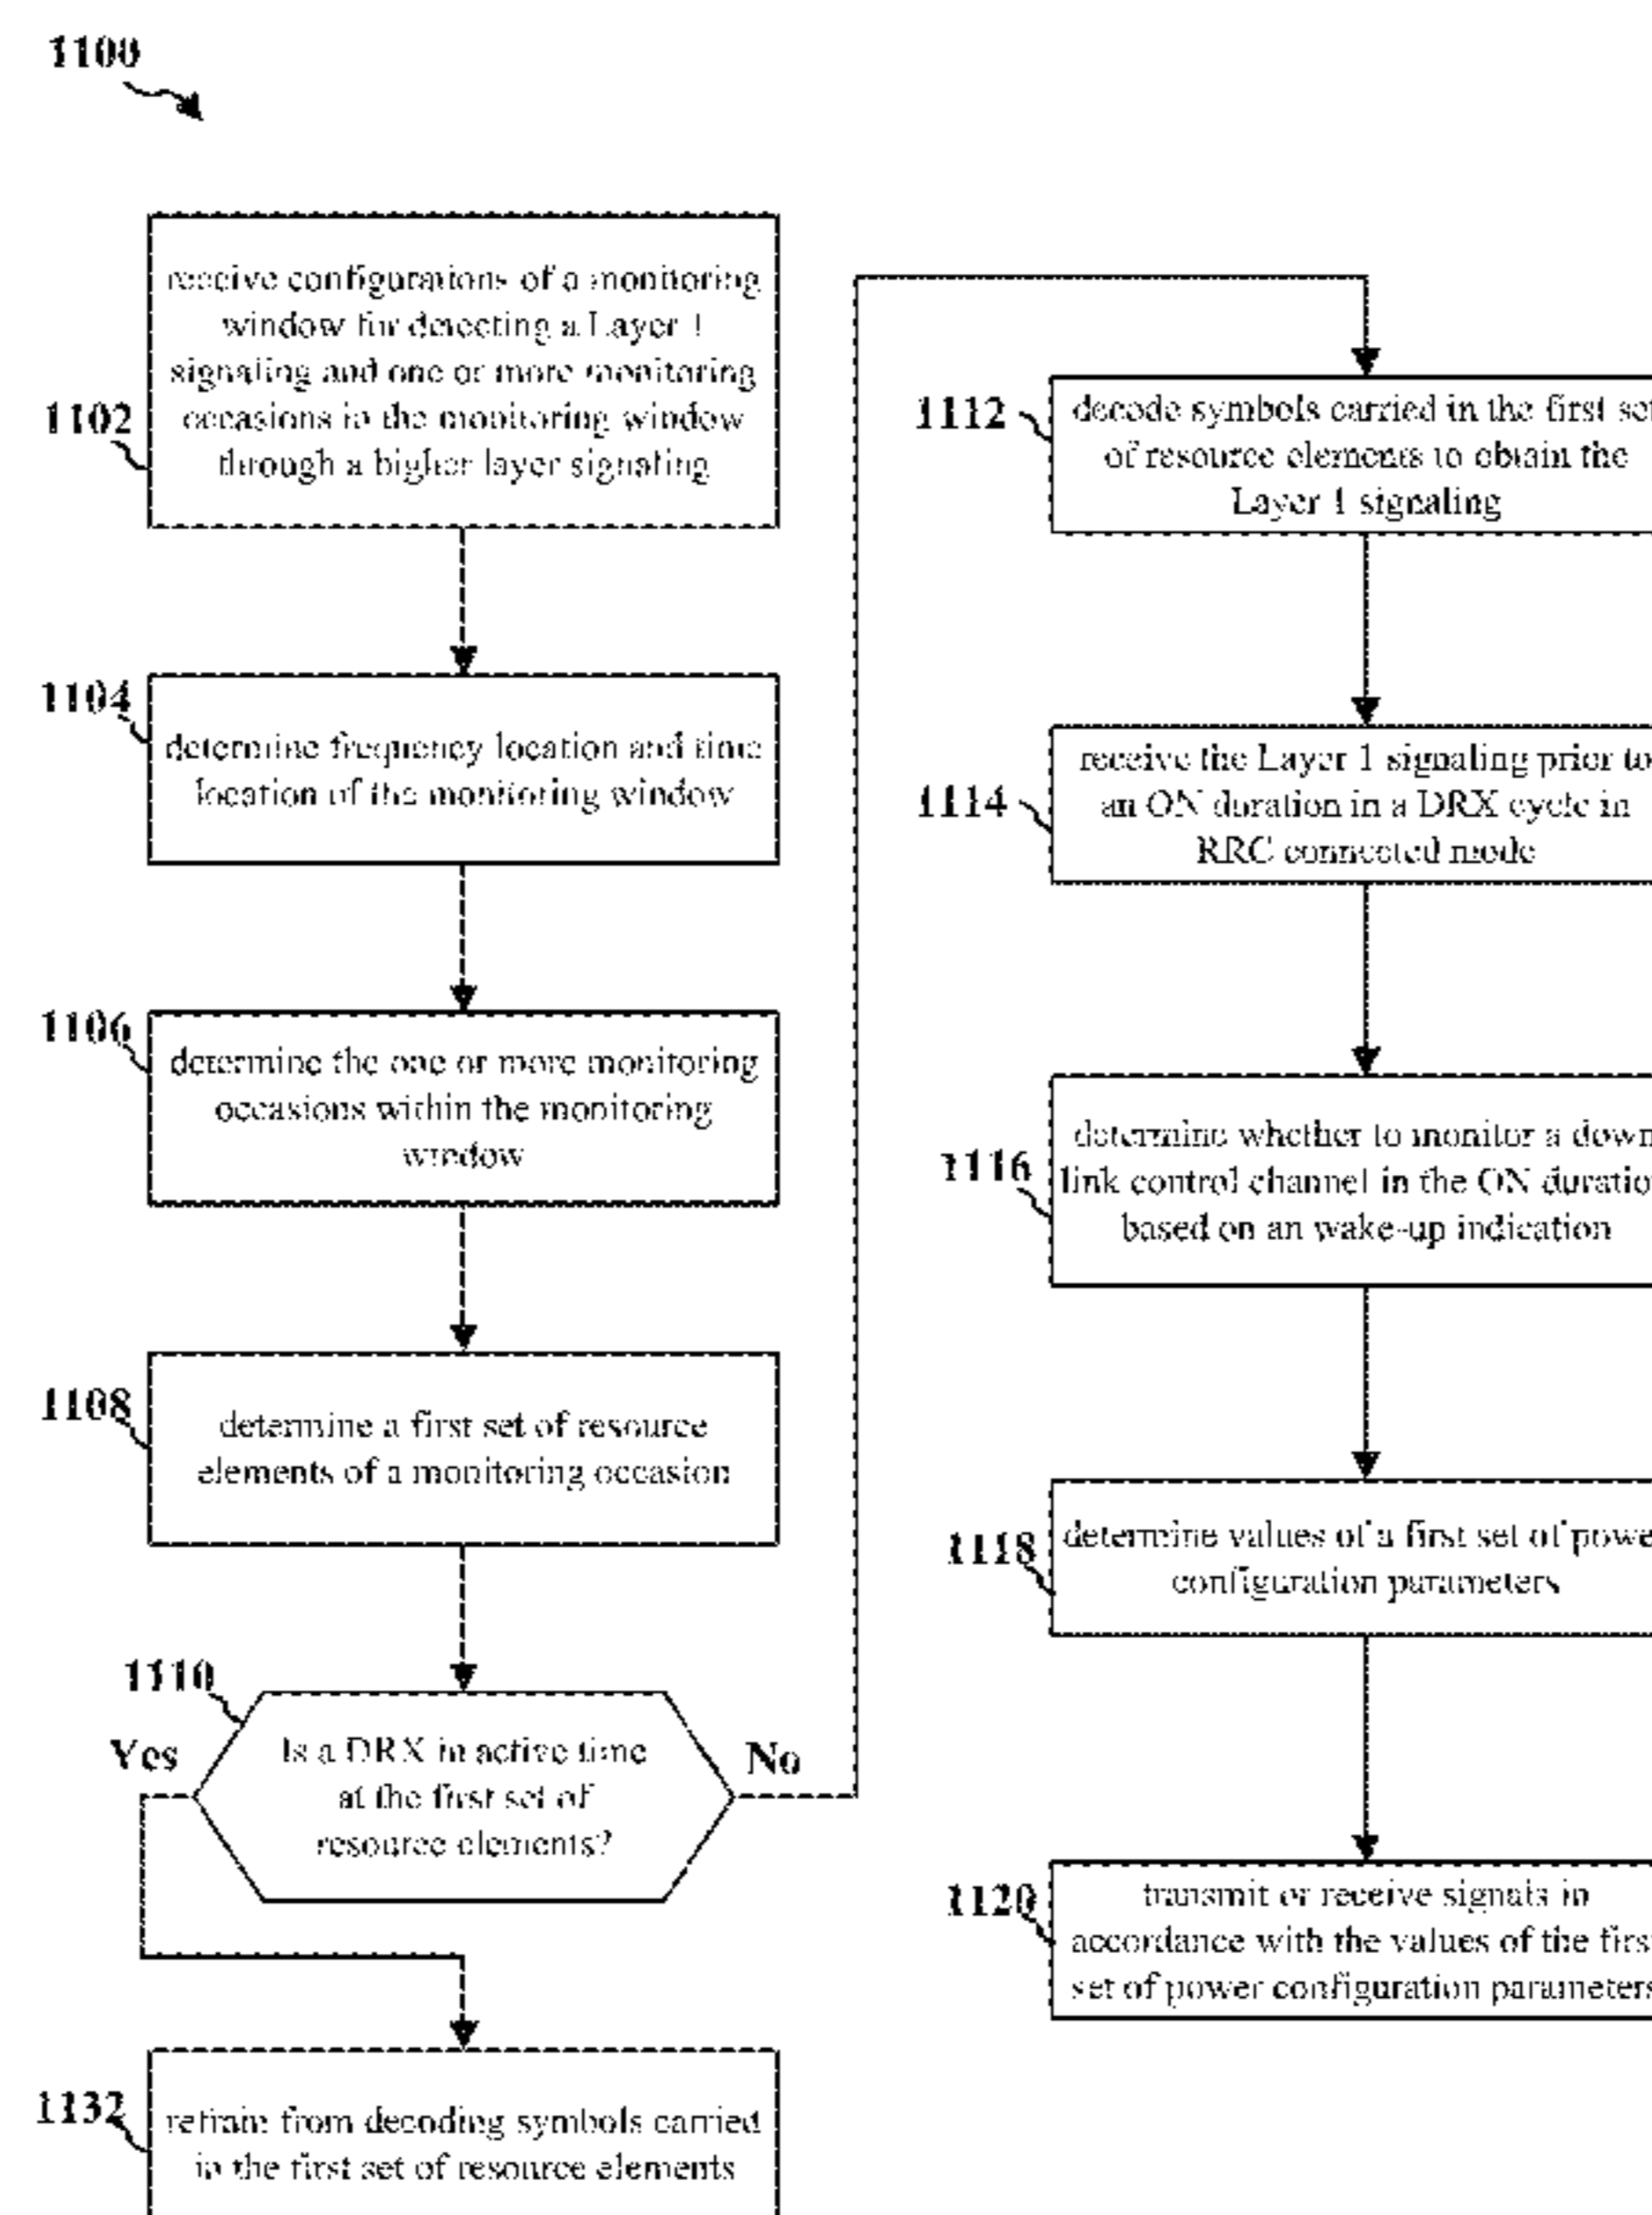 1100
1102
receive configurations of a monitoring
window for detecting a Layer 1
signaling and one or more monitoring
occasions in the monitoring window
through a higher layer signaling
1104
determine frequency location and time
location of the monitoring window
1106
determine the one or more monitoring
occasions within the monitoring
window
1108
determine a first set of resource
elements of a monitoring occasion
1110
Is a DRX in active time
at the first set of
resource elements?
Yes
No
1132
refrain from decoding symbols carried
in the first set of resource elements
1112
decode symbols carried in the first set
of resource elements to obtain the
Layer 1 signaling
1114
receive the Layer 1 signaling prior to
an ON duration in a DRX cycle in
RRC connected mode
1116
determine whether to monitor a down
link control channel in the ON duratio
based on an wake-up indication
1118
determine values of a first set of powe
configuration parameters
1120
transmit or receive signals in
accordance with the values of the firs
set of power configuration parameters